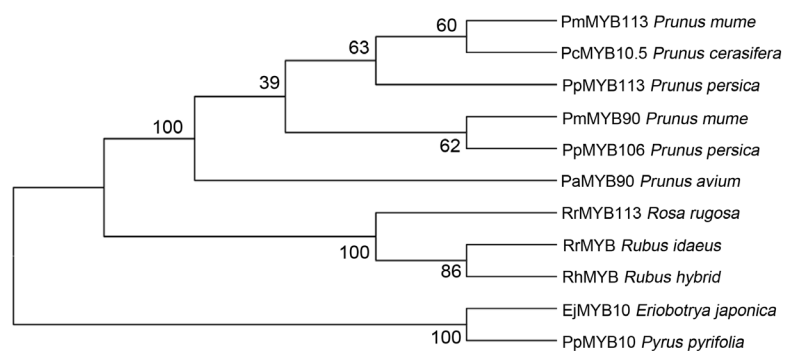 60
PmMYB113 Prunus mume
PcMYB10.5 Prunus cerasifera
63
PpMYB113 Prunus persica
39
PmMYB90 Prunus mume
62
PpMYB106 Prunus persica
100
PaMYB90 Prunus avium
RrMYB113 Rosa rugosa
100
RrMYB Rubus idaeus
86
RhMYB Rubus hybrid
EjMYB10 Eriobotrya japonica
100
PpMYB10 Pyrus pyrifolia